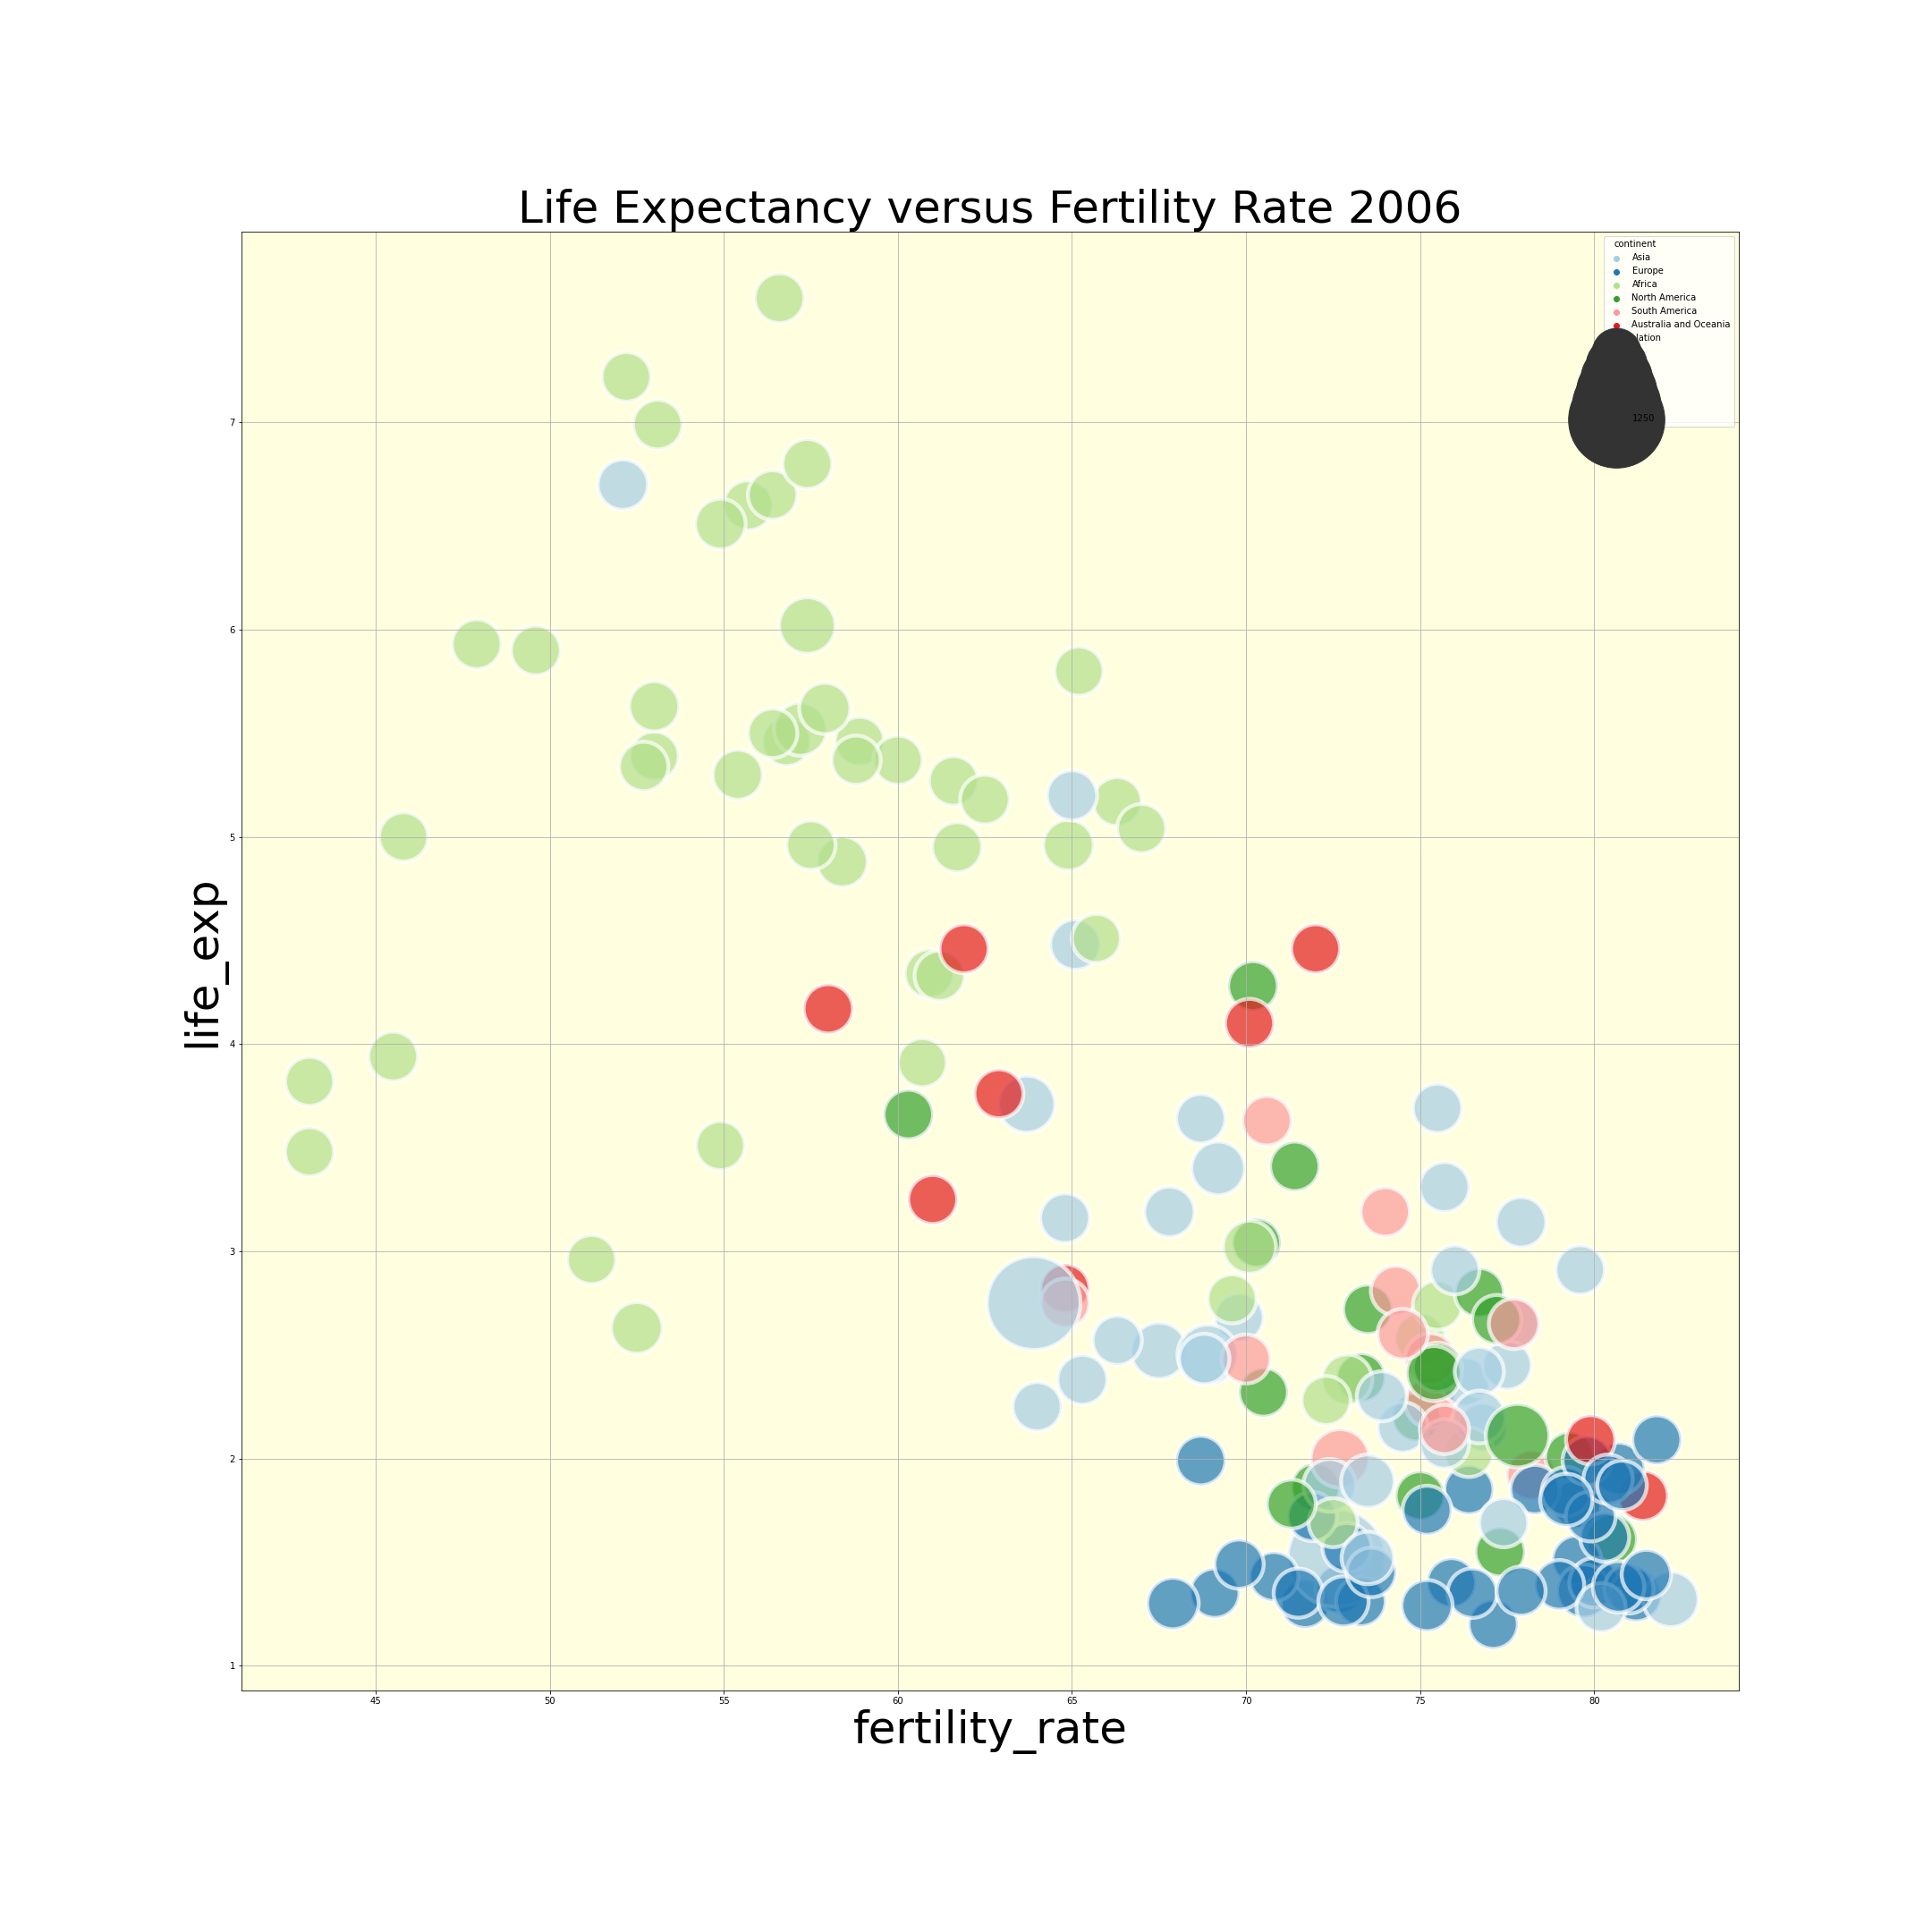 Life Expectancy versus Fertility Rate 2006
continent
Asia
Europe
Africa
North America
South America
Australia and Oceania
1250
7
6
5
4
3
2
1
life_exp
45 50 55 60 65 70 75 80
fertility_rate